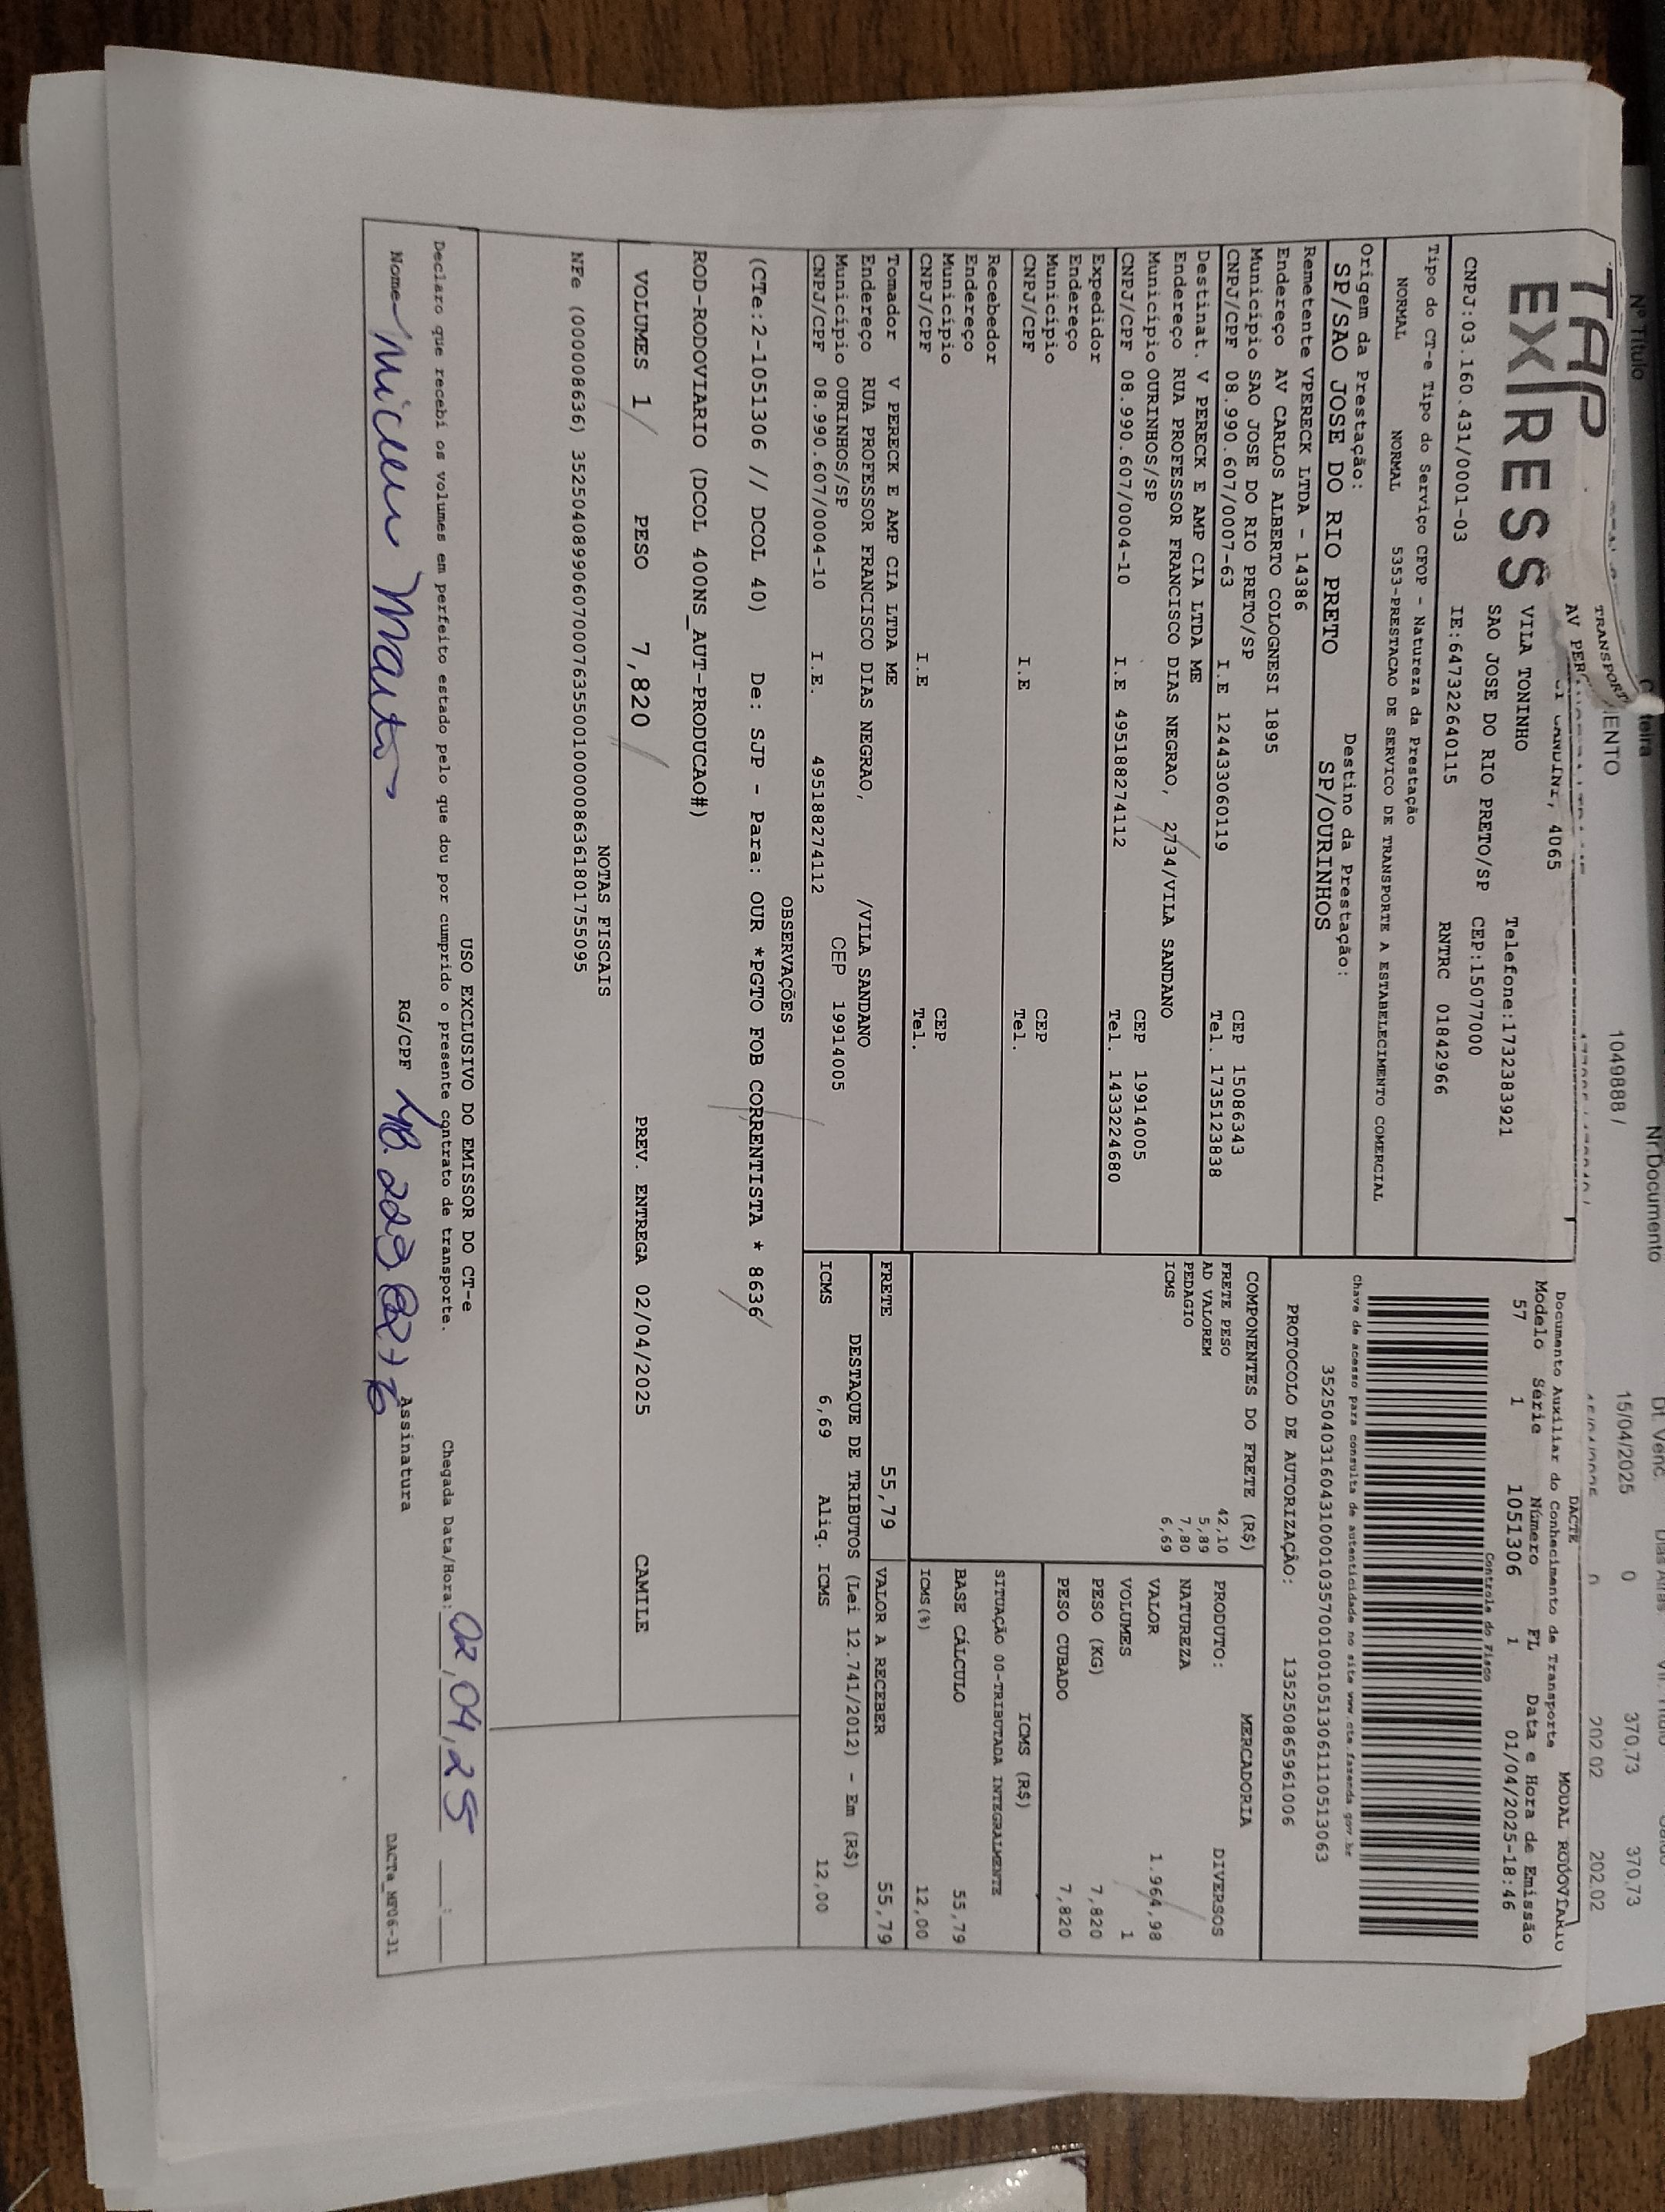 Nº Título
Nr.Documento
Dt. Venc.
1049888 /
15/04/2025
0
370,73
370,73
202.02
202.02
TAP
EXPRESS
AV
4065
VILA TONINHO
SAO JOSE DO RIO PRETO/SP
Telefone:1732383921
CEP:15077000
CNPJ:03.160.431/0001-03
IE:647322640115
RNTRC 01842966
DACTE
Documento Auxiliar do Conhecimento de Transporte
MODAL RODOVIARIO
Modelo Série Número FL Data e Hora de Emissão
57 1 1051306 1 01/04/2025-18:46
Controle do Fisco
Chave de acesso para consulta de autenticidade no site www.cte.fazenda.gov.br
35250403160431000103570010010513061110513063
PROTOCOLO DE AUTORIZAÇÃO: 135250865961006
Tipo do CT-e Tipo do Serviço CFOP - Natureza da Prestação
NORMAL NORMAL 5353-PRESTACAO DE SERVICO DE TRANSPORTE A ESTABELECIMENTO COMERCIAL
Origem da Prestação: Destino da Prestação:
SP/SAO JOSE DO RIO PRETO SP/OURINHOS
Remetente VPERECK LTDA - 14386
Endereço AV CARLOS ALBERTO COLOGNESI 1895
Município SAO JOSE DO RIO PRETO/SP CEP 15086343
CNPJ/CPF 08.990.607/0007-63 I.E 124433060119 Tel. 1735123838
Destinat. V PERECK E AMP CIA LTDA ME
Endereço RUA PROFESSOR FRANCISCO DIAS NEGRAO, 2734/VILA SANDANO
Município OURINHOS/SP CEP 19914005
CNPJ/CPF 08.990.607/0004-10 I.E 495188274112 Tel. 1433224680
Expedidor
Endereço
Município CEP
CNPJ/CPF I.E Tel.
Recebedor
Endereço
Município CEP
CNPJ/CPF I.E Tel.
Tomador V PERECK E AMP CIA LTDA ME
Endereço RUA PROFESSOR FRANCISCO DIAS NEGRAO, /VILA SANDANO
Município OURINHOS/SP CEP 19914005
CNPJ/CPF 08.990.607/0004-10 I.E. 495188274112
COMPONENTES DO FRETE (R$)
FRETE PESO 42,10
AD VALOREM 5,89
PEDAGIO 7,80
ICMS 6,69
MERCADORIA
PRODUTO: DIVERSOS
NATUREZA
VALOR 1.964,98
VOLUMES 1
PESO (KG) 7,820
PESO CUBADO 7,820
ICMS (R$)
SITUAÇÃO 00-TRIBUTADA INTEGRALMENTE
BASE CÁLCULO 55,79
ICMS(%) 12,00
FRETE 55,79 VALOR A RECEBER 55,79
DESTAQUE DE TRIBUTOS (Lei 12.741/2012) - Em (R$)
ICMS 6,69 Aliq. ICMS 12,00
OBSERVAÇÕES
(CTe:2-1051306 // DCOL 40) De: SJP - Para: OUR *PGTO FOB CORRENTISTA * 8636
ROD-RODOVIARIO (DCOL 400NS_AUT-PRODUCAO#)
VOLUMES 1 PESO 7,820 PREV. ENTREGA 02/04/2025 CAMILE
NOTAS FISCAIS
NFe (000008636) 35250408990607000763550010000086361801755095
USO EXCLUSIVO DO EMISSOR DO CT-e
Declaro que recebi os volumes em perfeito estado pelo que dou por cumprido o presente contrato de transporte. Chegada Data/Hora: 02,04,25
Nome RG/CPF Assinatura
DACTe_MF06-31